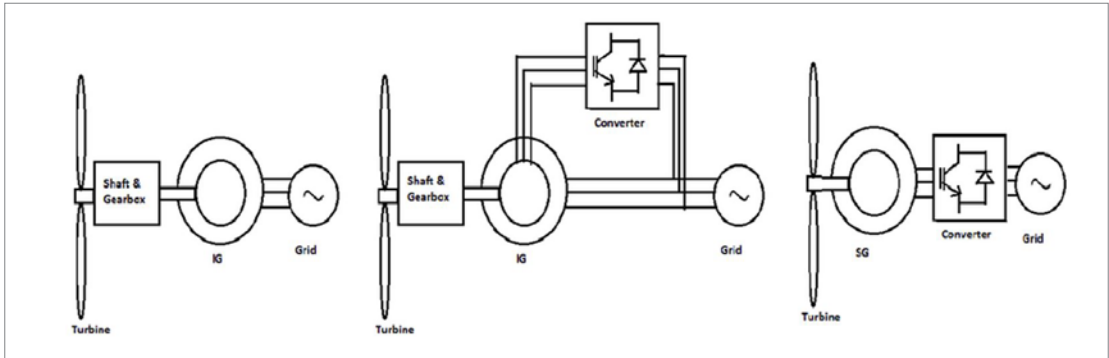 Shaft &
Gearbox
IG
Grid
Turbine
Converter
Shaft &
Gearbox
IG
Grid
Turbine
SG
Converter
Grid
Turbine